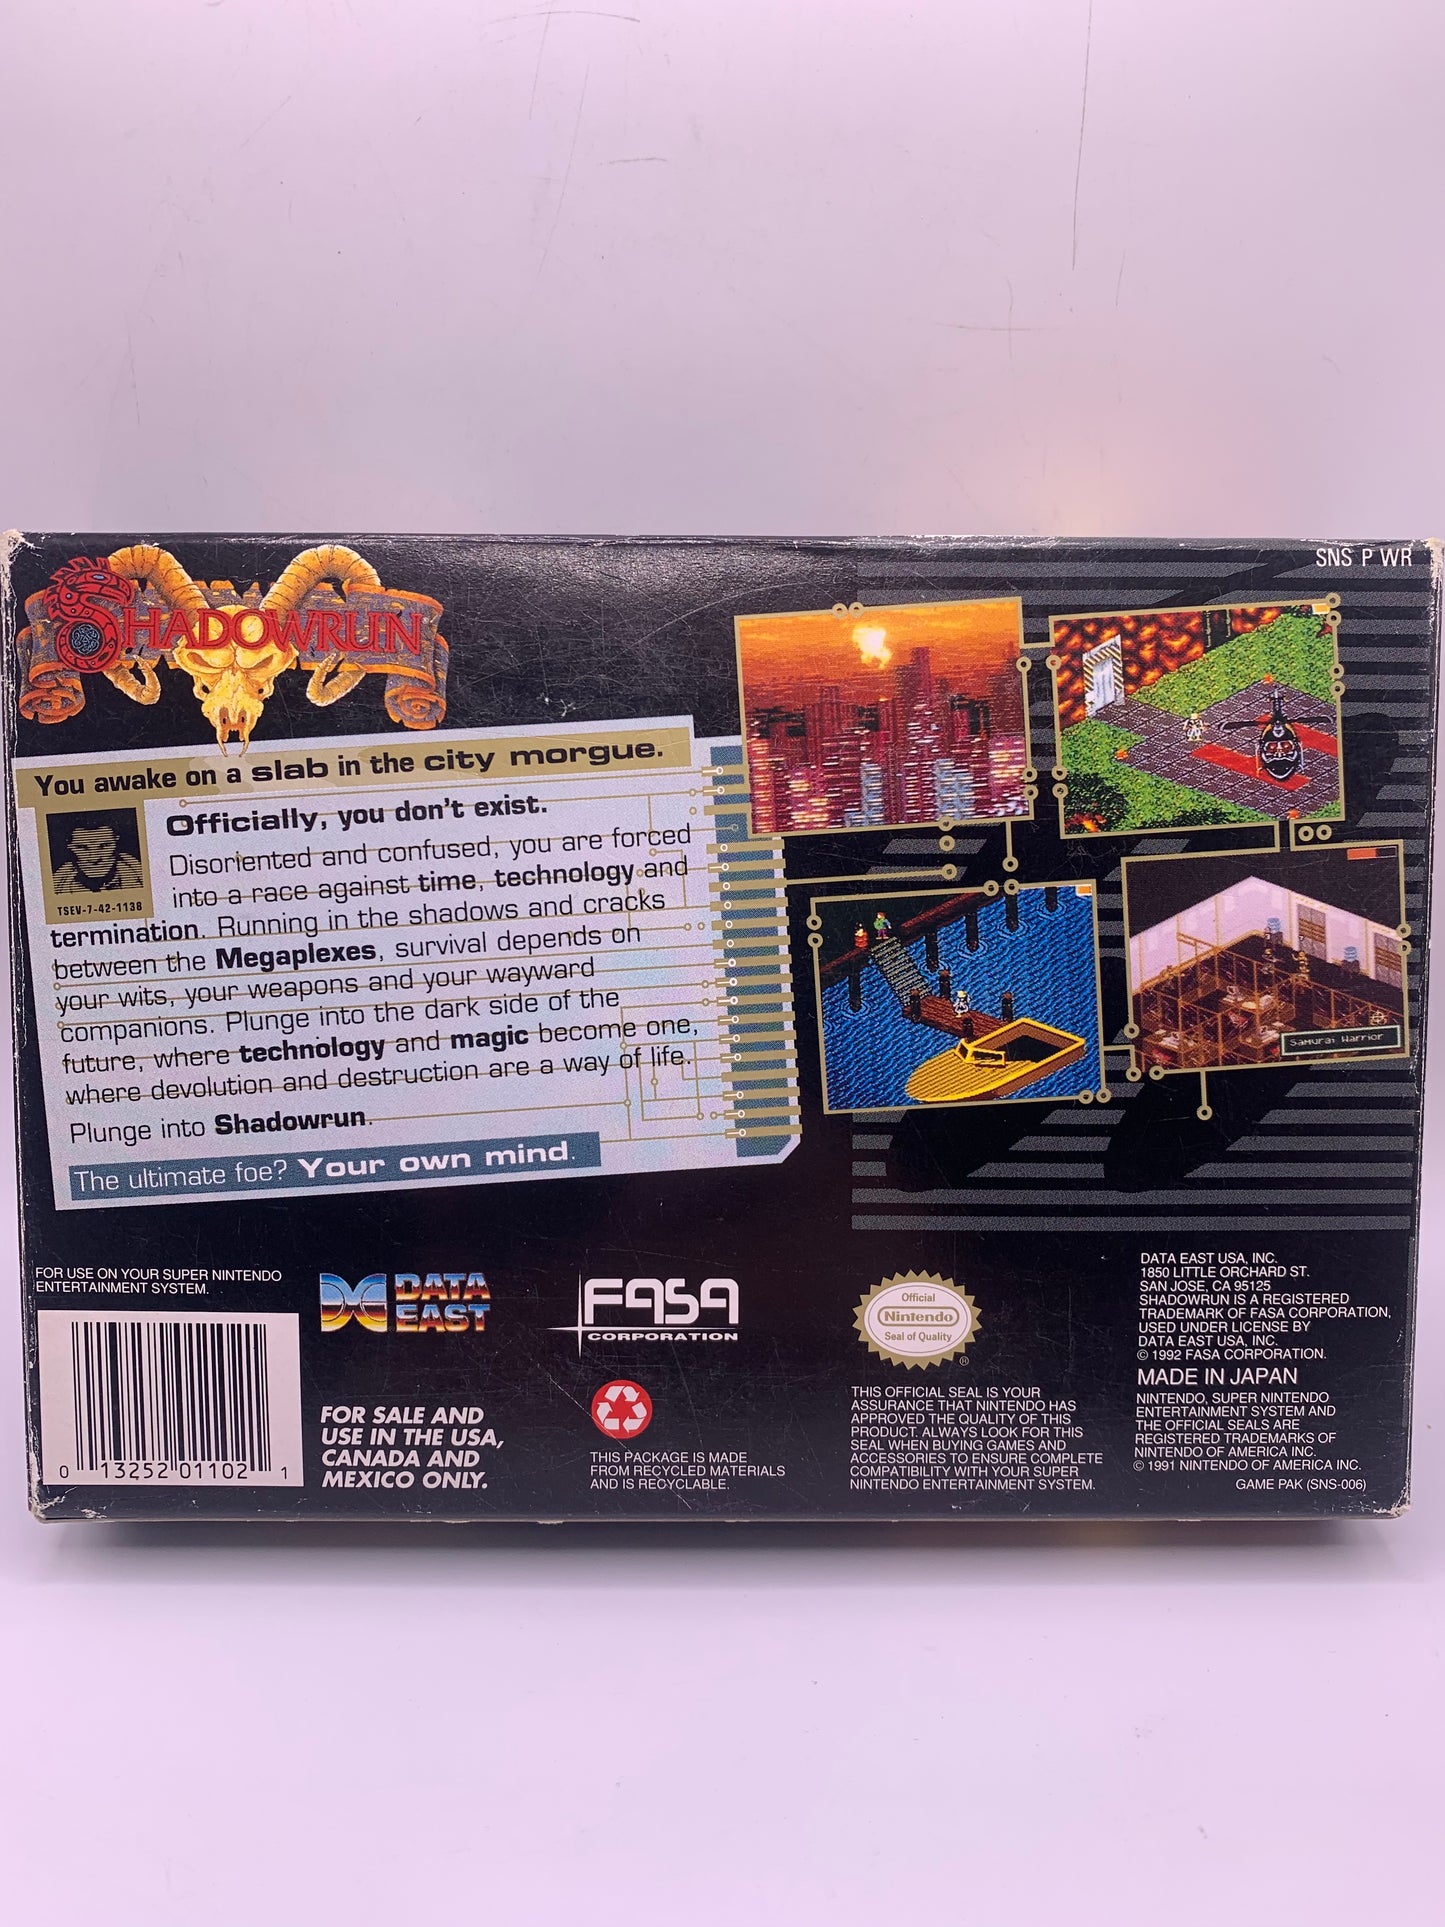 SHADOWRUN
SNS P WR
You awake on a slab in the city morgue.
Officially, you don't exist.
TSEV-7-42-1138
Disoriented and confused, you are forced
into a race against time, technology and
termination. Running in the shadows and cracks
between the Megaplexes, survival depends on
your wits, your weapons and your wayward
companions. Plunge into the dark side of the
future, where technology and magic become one,
where devolution and destruction are a way of life.
Plunge into Shadowrun.
The ultimate foe? Your own mind.
Samurai Warrior
FOR USE ON YOUR SUPER NINTENDO
ENTERTAINMENT SYSTEM.
0 13252 01102 1
DATA
EAST
FOR SALE AND
USE IN THE USA,
CANADA AND
MEXICO ONLY.
FASA
CORPORATION
THIS PACKAGE IS MADE
FROM RECYCLED MATERIALS
AND IS RECYCLABLE.
Official
Nintendo
Seal of Quality
®
THIS OFFICIAL SEAL IS YOUR
ASSURANCE THAT NINTENDO HAS
APPROVED THE QUALITY OF THIS
PRODUCT. ALWAYS LOOK FOR THIS
SEAL WHEN BUYING GAMES AND
ACCESSORIES TO ENSURE COMPLETE
COMPATIBILITY WITH YOUR SUPER
NINTENDO ENTERTAINMENT SYSTEM.
DATA EAST USA, INC.
1850 LITTLE ORCHARD ST.
SAN JOSE, CA 95125
SHADOWRUN IS A REGISTERED
TRADEMARK OF FASA CORPORATION,
USED UNDER LICENSE BY
DATA EAST USA, INC.
© 1992 FASA CORPORATION.
MADE IN JAPAN
NINTENDO, SUPER NINTENDO
ENTERTAINMENT SYSTEM AND
THE OFFICIAL SEALS ARE
REGISTERED TRADEMARKS OF
NINTENDO OF AMERICA INC.
© 1991 NINTENDO OF AMERICA INC.
GAME PAK (SNS-006)